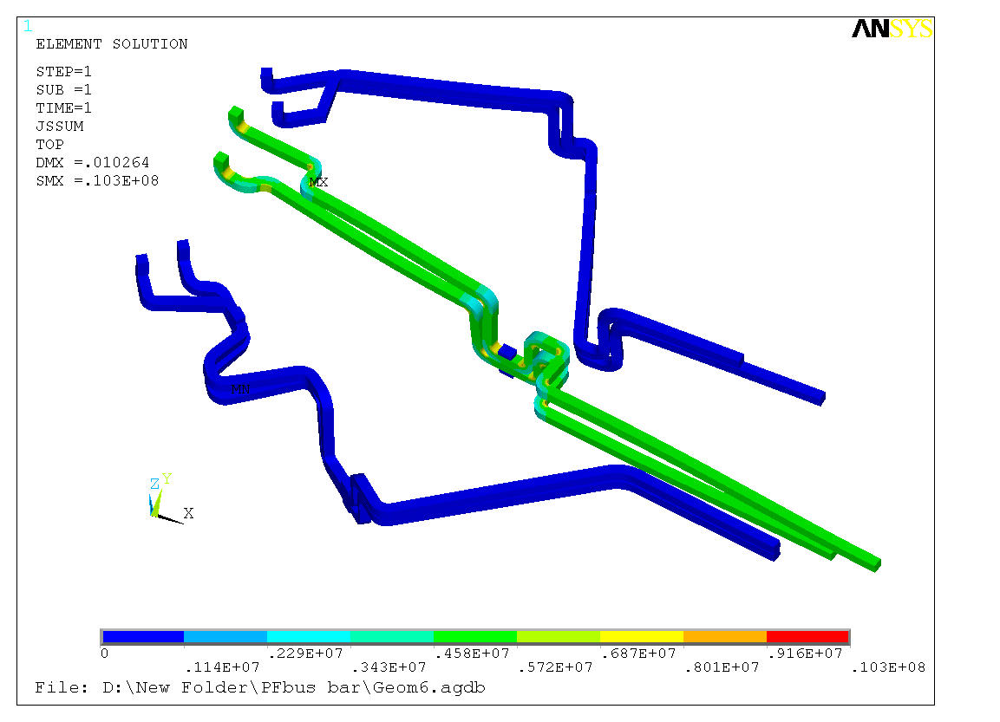 1
ANSYS
ELEMENT SOLUTION
STEP=1
SUB =1
TIME=1
JSSUM
TOP
DMX =.010264
SMX =.103E+08
MX
MN
Z
Y
X
0
.114E+07
.229E+07
.343E+07
.458E+07
.572E+07
.687E+07
.801E+07
.916E+07
.103E+08
File: D:\New Folder\PFbus bar\Geom6.agdb